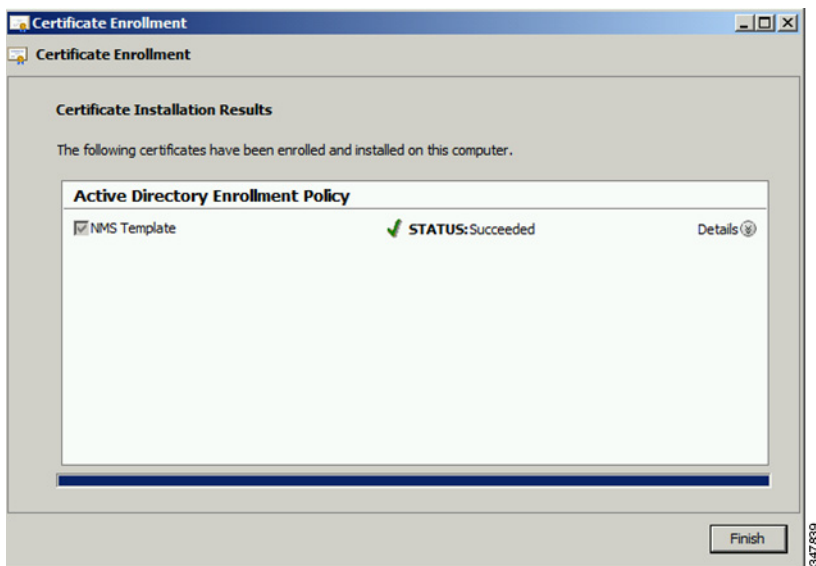 Certificate Enrollment
Certificate Enrollment
Certificate Installation Results
The following certificates have been enrolled and installed on this computer.
Active Directory Enrollment Policy
NMS Template STATUS: Succeeded Details
Finish
347839